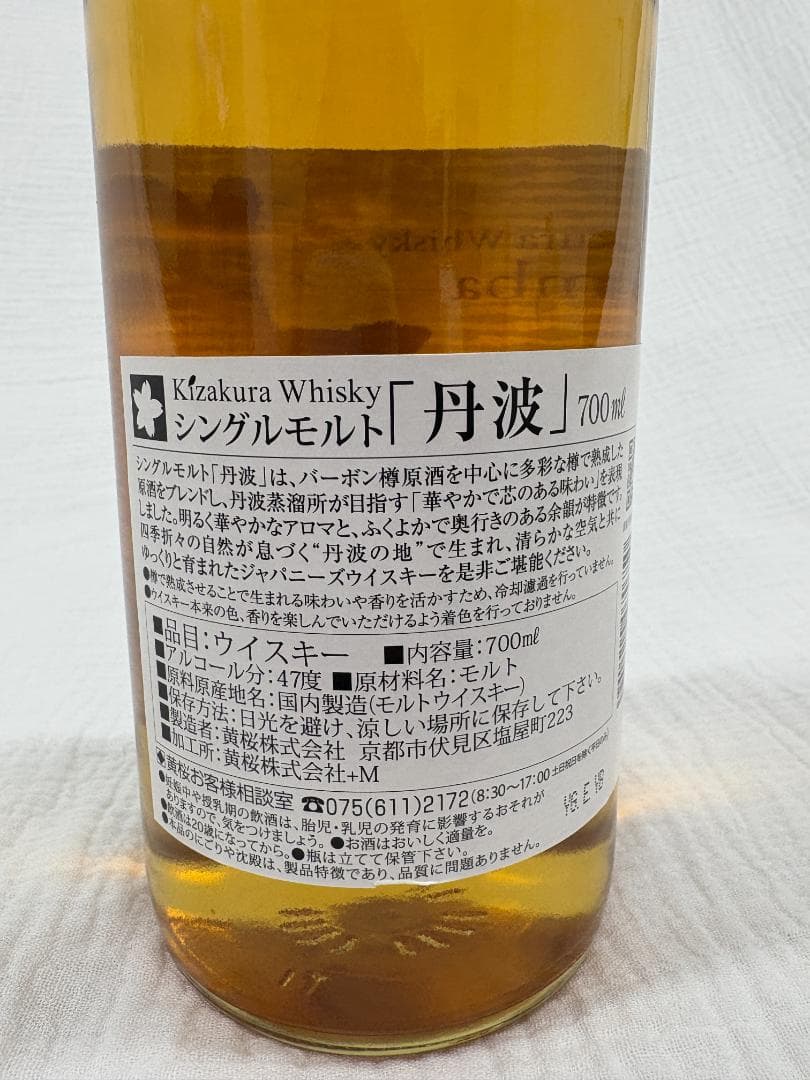 Kizakura Whisky
シングルモルト「丹波」700㎖
シングルモルト「丹波」は、バーボン樽原酒を中心に多彩な樽で熟成した
原酒をブレンドし、丹波蒸溜所が目指す「華やかで芯のある味わい」を表現
しました。明るく華やかなアロマと、ふくよかで奥行きのある余韻が特徴です。
四季折々の自然が息づく“丹波の地”で生まれ、清らかな空気と共に
ゆっくりと育まれたジャパニーズウイスキーを是非ご堪能ください。
●樽で熟成させることで生まれる味わいや香りを活かすため、冷却濾過を行っていません。
●ウイスキー本来の色、香りを楽しんでいただけるよう着色を行っておりません。
■品目:ウイスキー ■内容量:700㎖
■アルコール分:47度 ■原材料名:モルト
■原料原産地名:国内製造(モルトウイスキー)
■保存方法:日光を避け、涼しい場所に保存して下さい。
■製造者:黄桜株式会社 京都市伏見区塩屋町223
■加工所:黄桜株式会社+M
黄桜お客様相談室 ☎075(611)2172(8:30〜17:00 土日祝日を除く平日のみ)
●妊娠中や授乳期の飲酒は、胎児・乳児の発育に影響するおそれが
ありますので、気をつけましょう。●お酒はおいしく適量を。
●飲酒は20歳になってから。●瓶は立てて保管下さい。
●本品のにごりや沈殿は、製品特徴であり、品質に問題ありません。